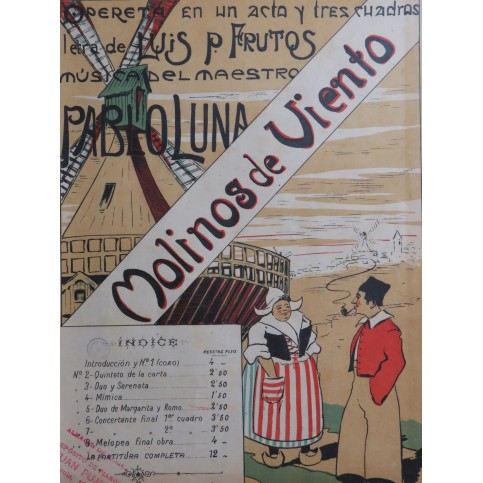 OPERETA EN UN ACTO Y TRES CUADROS
letra de LUIS P FRUTOS
MÚSICA DEL MAESTRO
PABLO LUNA
Molinos de Viento
ÍNDICE
PESETAS FIJO
Introducción y Nº 1 (CORO) 4 —
Nº 2- Quinteto de la carta 2'50
" 3- Duo y Serenata 2'50
" 4- Mímica 1'50
" 5- Duo de Margarita y Romo 2'50
" 6- Concertante final 1er cuadro 3'50
" 7- " " 2º " 3'50
" 8- Melopea final obra 4 —
LA PARTITURA COMPLETA 12 —